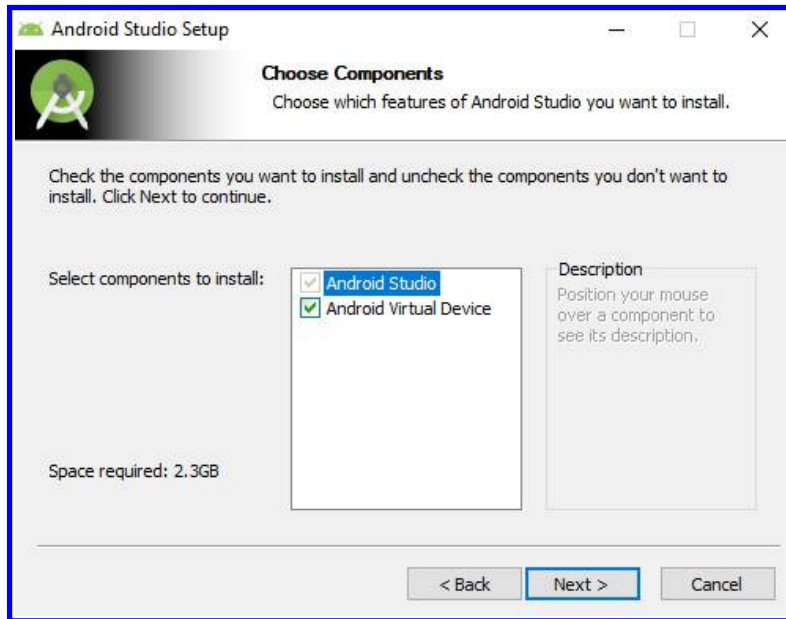 Android Studio Setup
Choose Components
Choose which features of Android Studio you want to install.
Check the components you want to install and uncheck the components you don't want to
install. Click Next to continue.
Select components to install:
Android Studio
Android Virtual Device
Description
Position your mouse
over a component to
see its description.
Space required: 2.3GB
< Back
Next >
Cancel